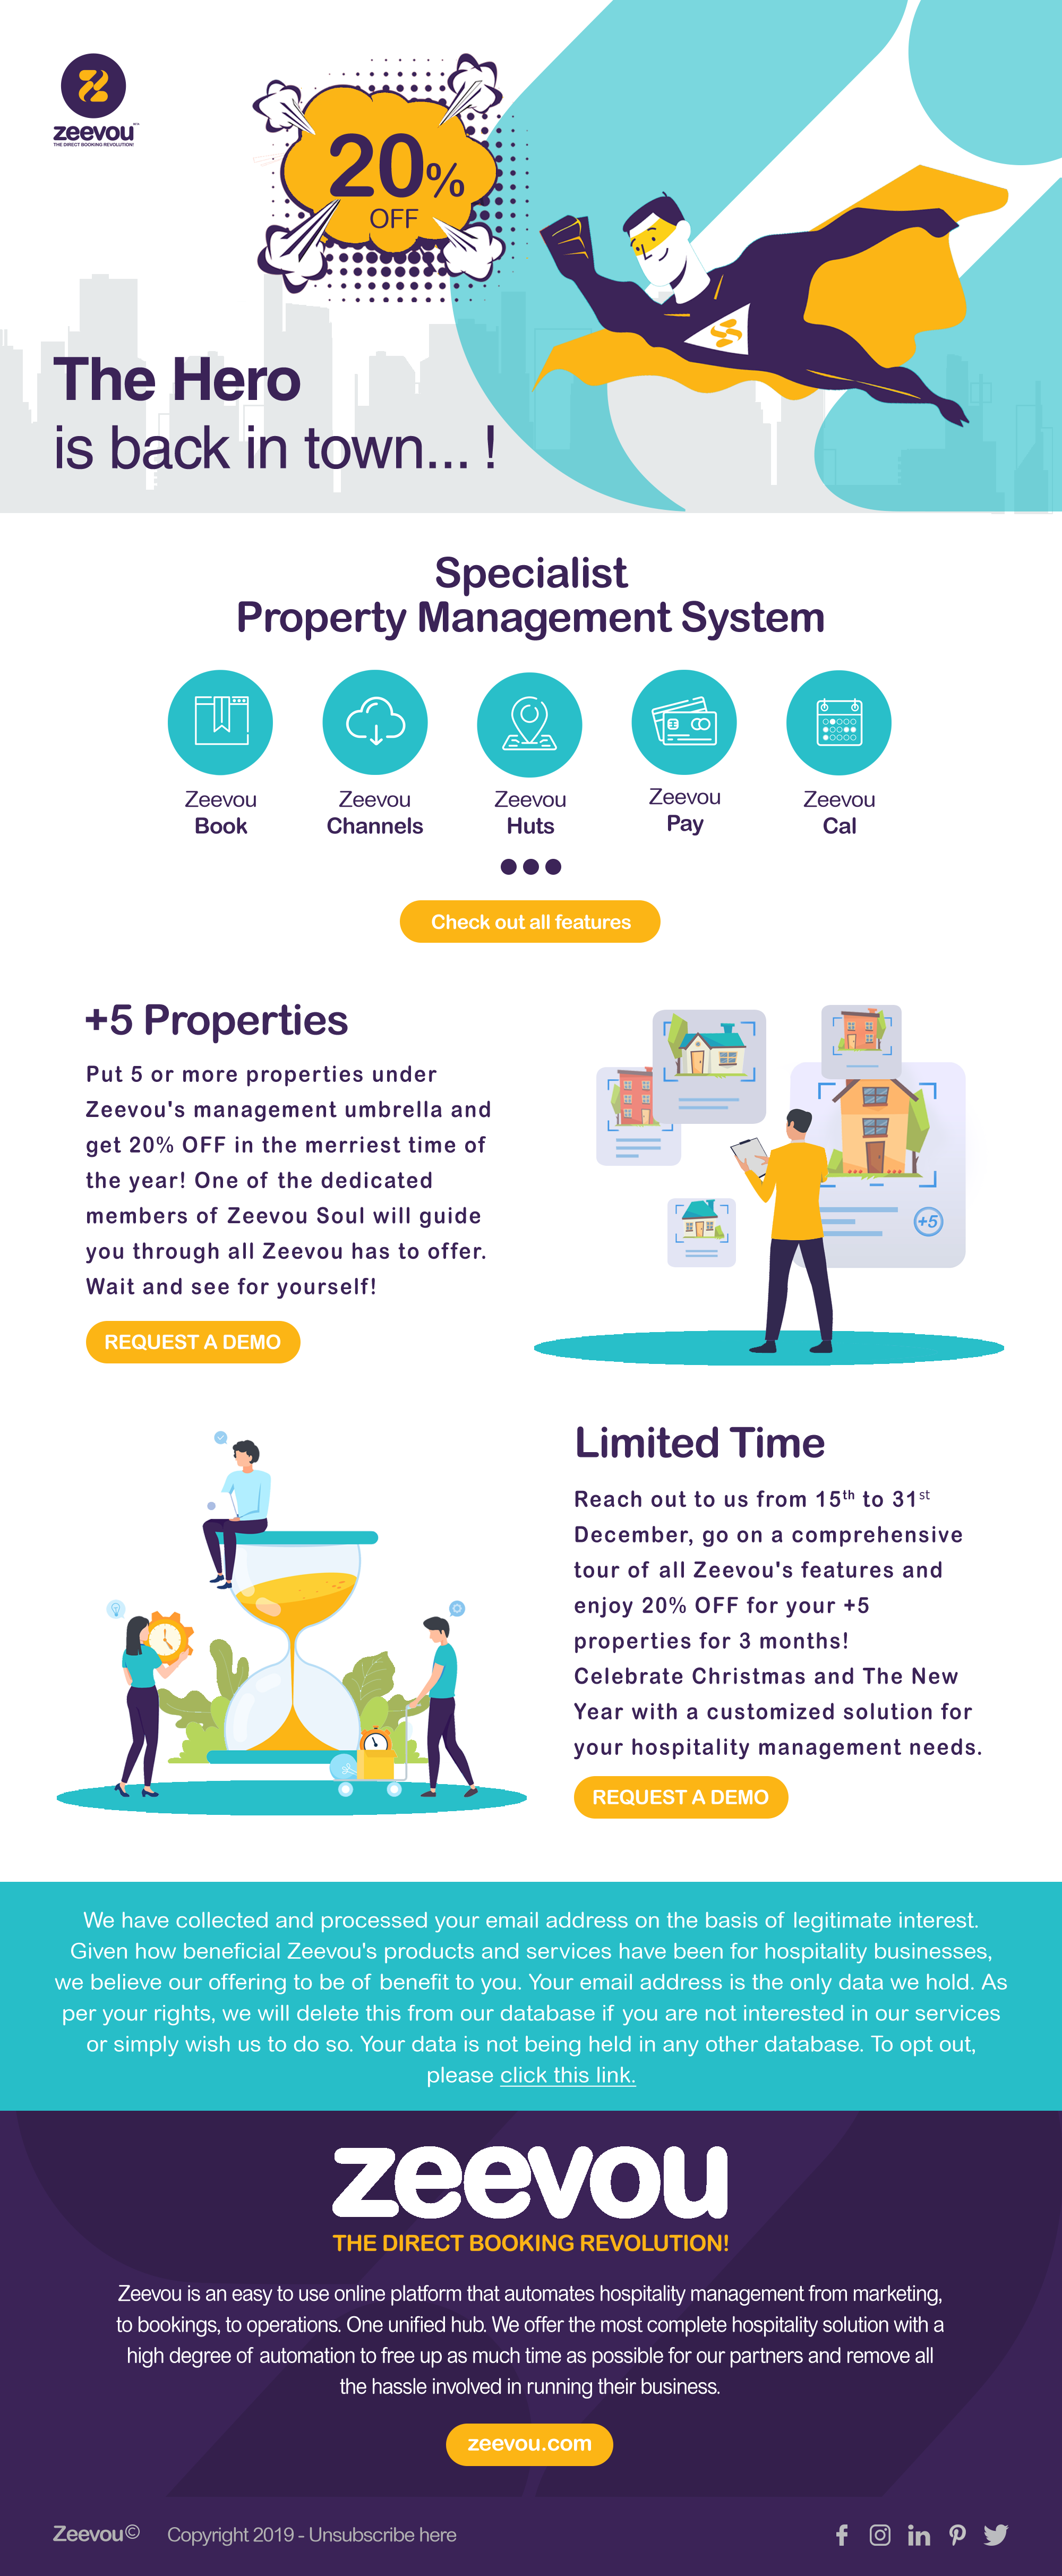 zeevou
THE DIRECT BOOKING REVOLUTION!
20%
OFF
The Hero
is back in town... !
Specialist
Property Management System
Zeevou
Book
Zeevou
Channels
Zeevou
Huts
Zeevou
Pay
Zeevou
Cal
Check out all features
+5 Properties
Put 5 or more properties under
Zeevou's management umbrella and
get 20% OFF in the merriest time of
the year! One of the dedicated
members of Zeevou Soul will guide
you through all Zeevou has to offer.
Wait and see for yourself!
REQUEST A DEMO
+5
Limited Time
Reach out to us from 15th to 31st
December, go on a comprehensive
tour of all Zeevou's features and
enjoy 20% OFF for your +5
properties for 3 months!
Celebrate Christmas and The New
Year with a customized solution for
your hospitality management needs.
REQUEST A DEMO
We have collected and processed your email address on the basis of legitimate interest.
Given how beneficial Zeevou's products and services have been for hospitality businesses,
we believe our offering to be of benefit to you. Your email address is the only data we hold. As
per your rights, we will delete this from our database if you are not interested in our services
or simply wish us to do so. Your data is not being held in any other database. To opt out,
please click this link.
zeevou
THE DIRECT BOOKING REVOLUTION!
Zeevou is an easy to use online platform that automates hospitality management from marketing,
to bookings, to operations. One unified hub. We offer the most complete hospitality solution with a
high degree of automation to free up as much time as possible for our partners and remove all
the hassle involved in running their business.
zeevou.com
Zeevou© Copyright 2019 - Unsubscribe here